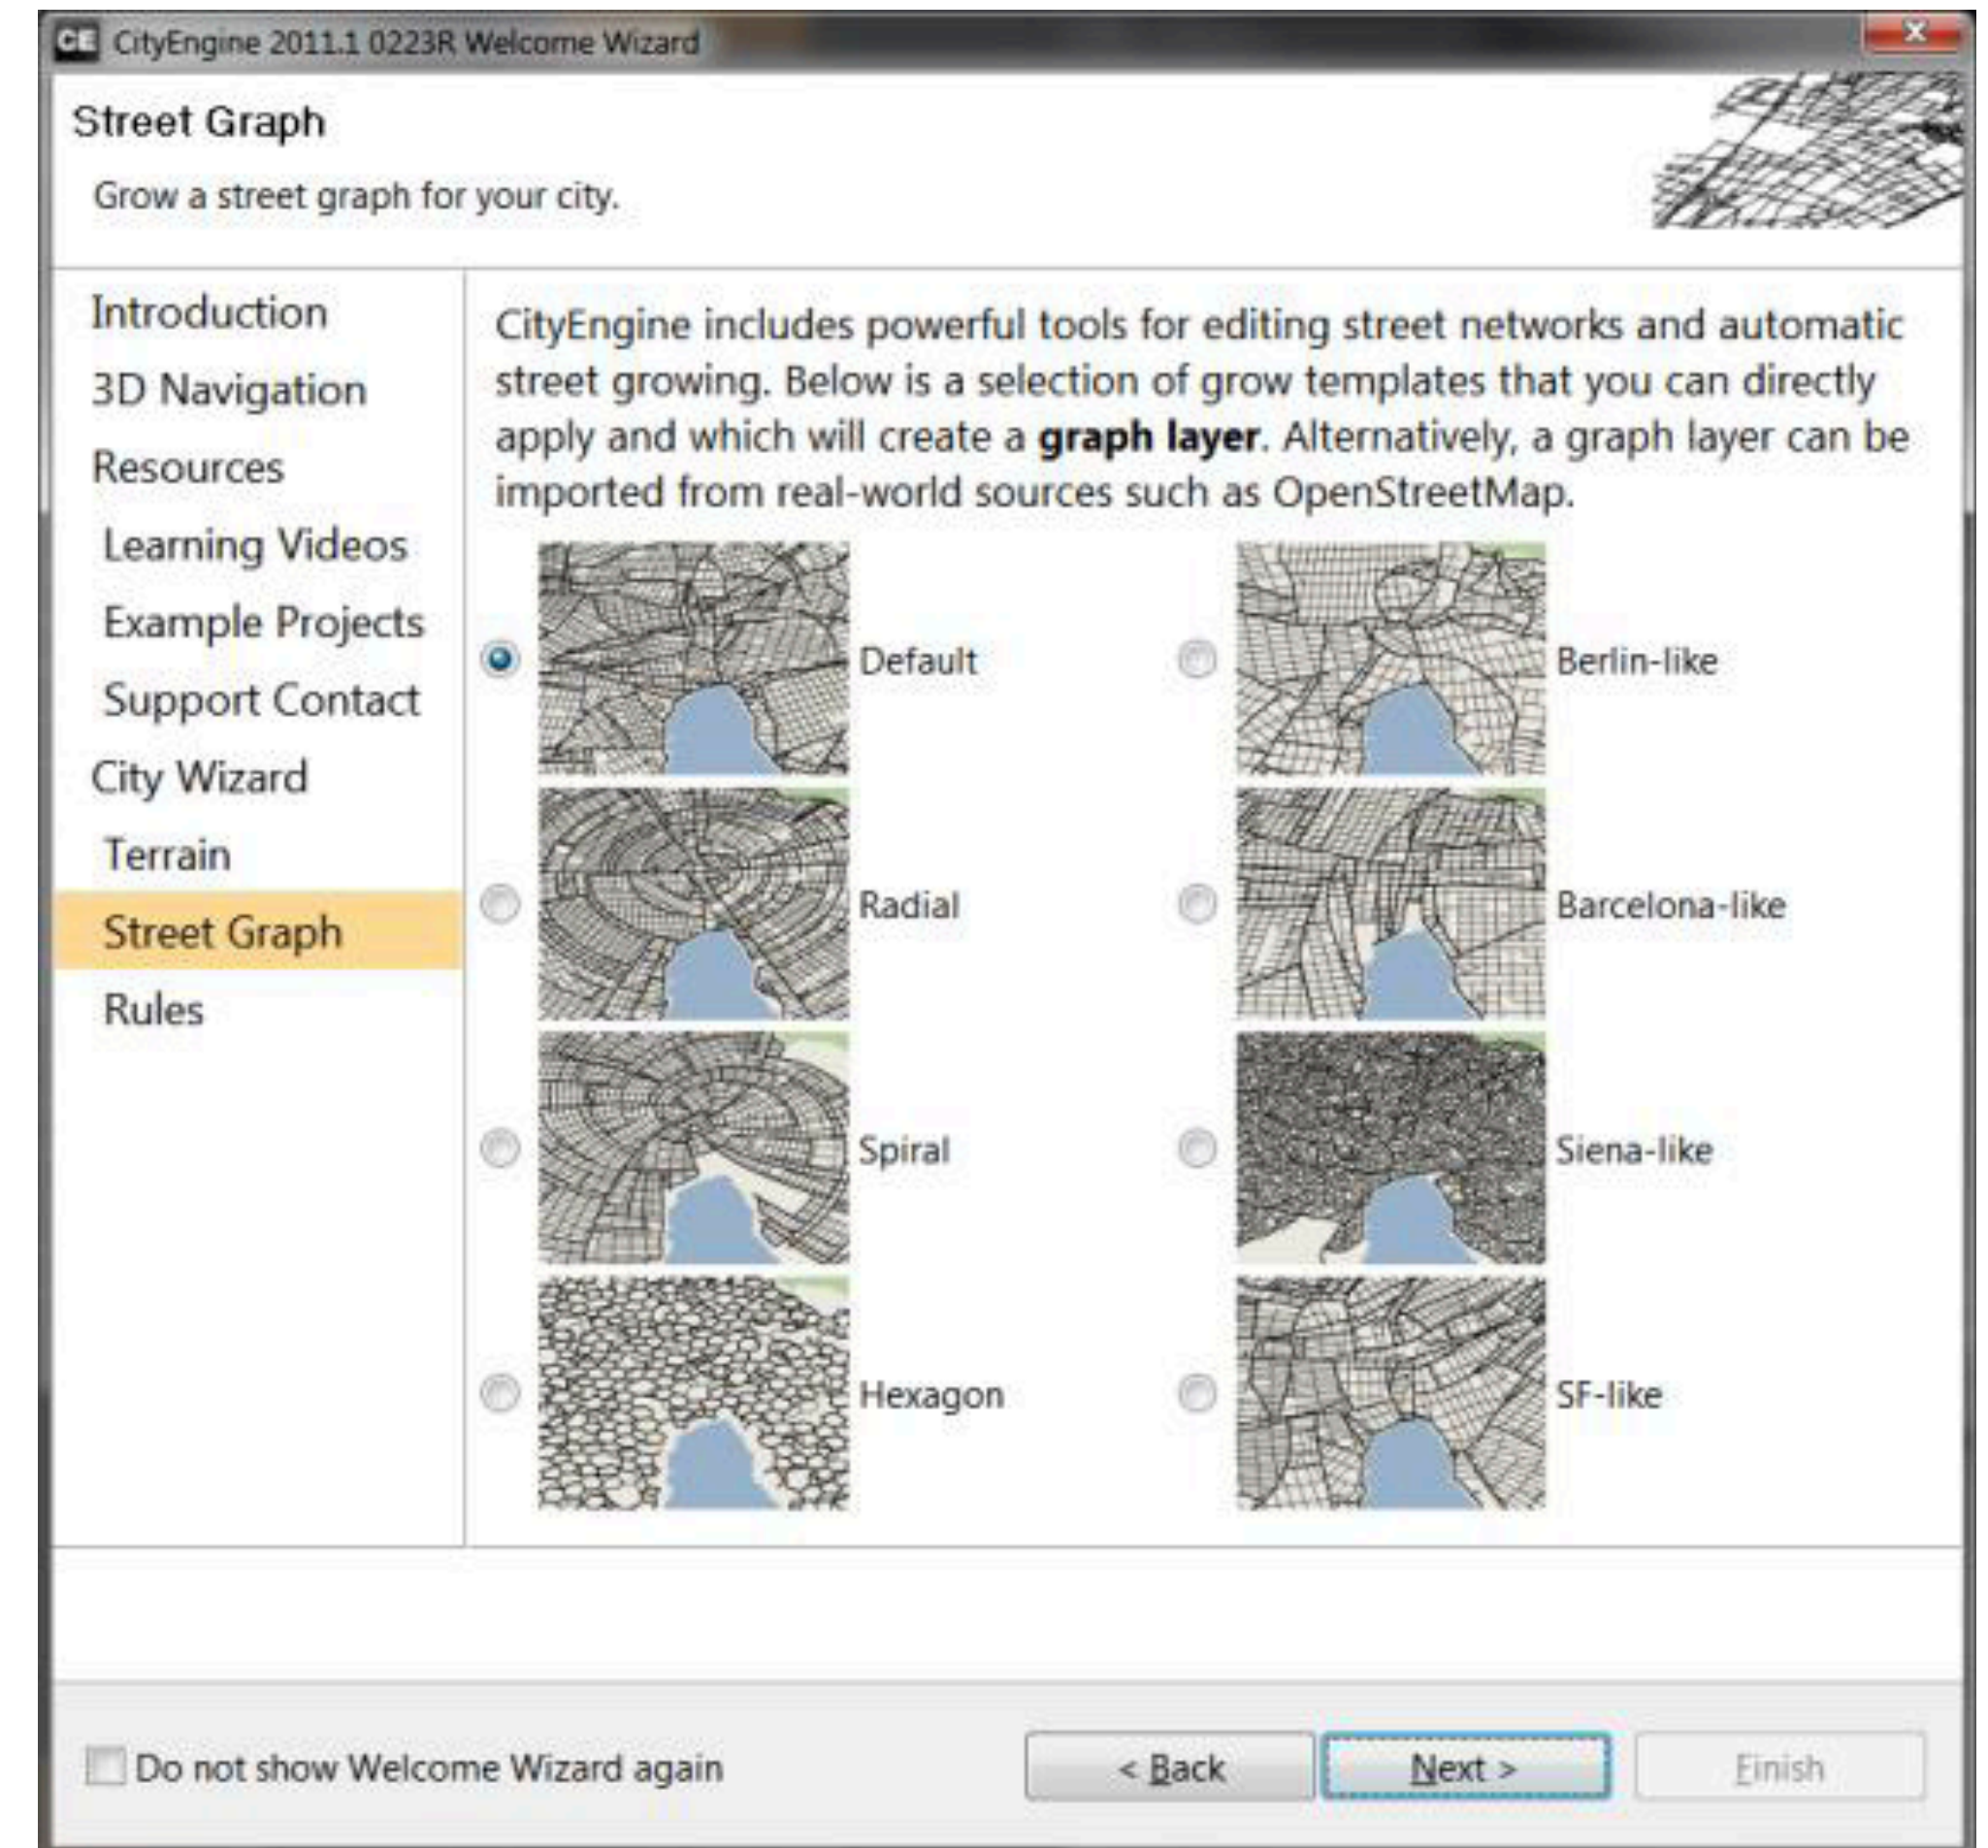 CE CityEngine 2011.1 0223R Welcome Wizard
x
Street Graph
Grow a street graph for your city.
Introduction
3D Navigation
Resources
Learning Videos
Example Projects
Support Contact
City Wizard
Terrain
Street Graph
Rules
CityEngine includes powerful tools for editing street networks and automatic
street growing. Below is a selection of grow templates that you can directly
apply and which will create a graph layer. Alternatively, a graph layer can be
imported from real-world sources such as OpenStreetMap.
Default
Berlin-like
Radial
Barcelona-like
Spiral
Siena-like
Hexagon
SF-like
Do not show Welcome Wizard again
< Back
Next >
Finish